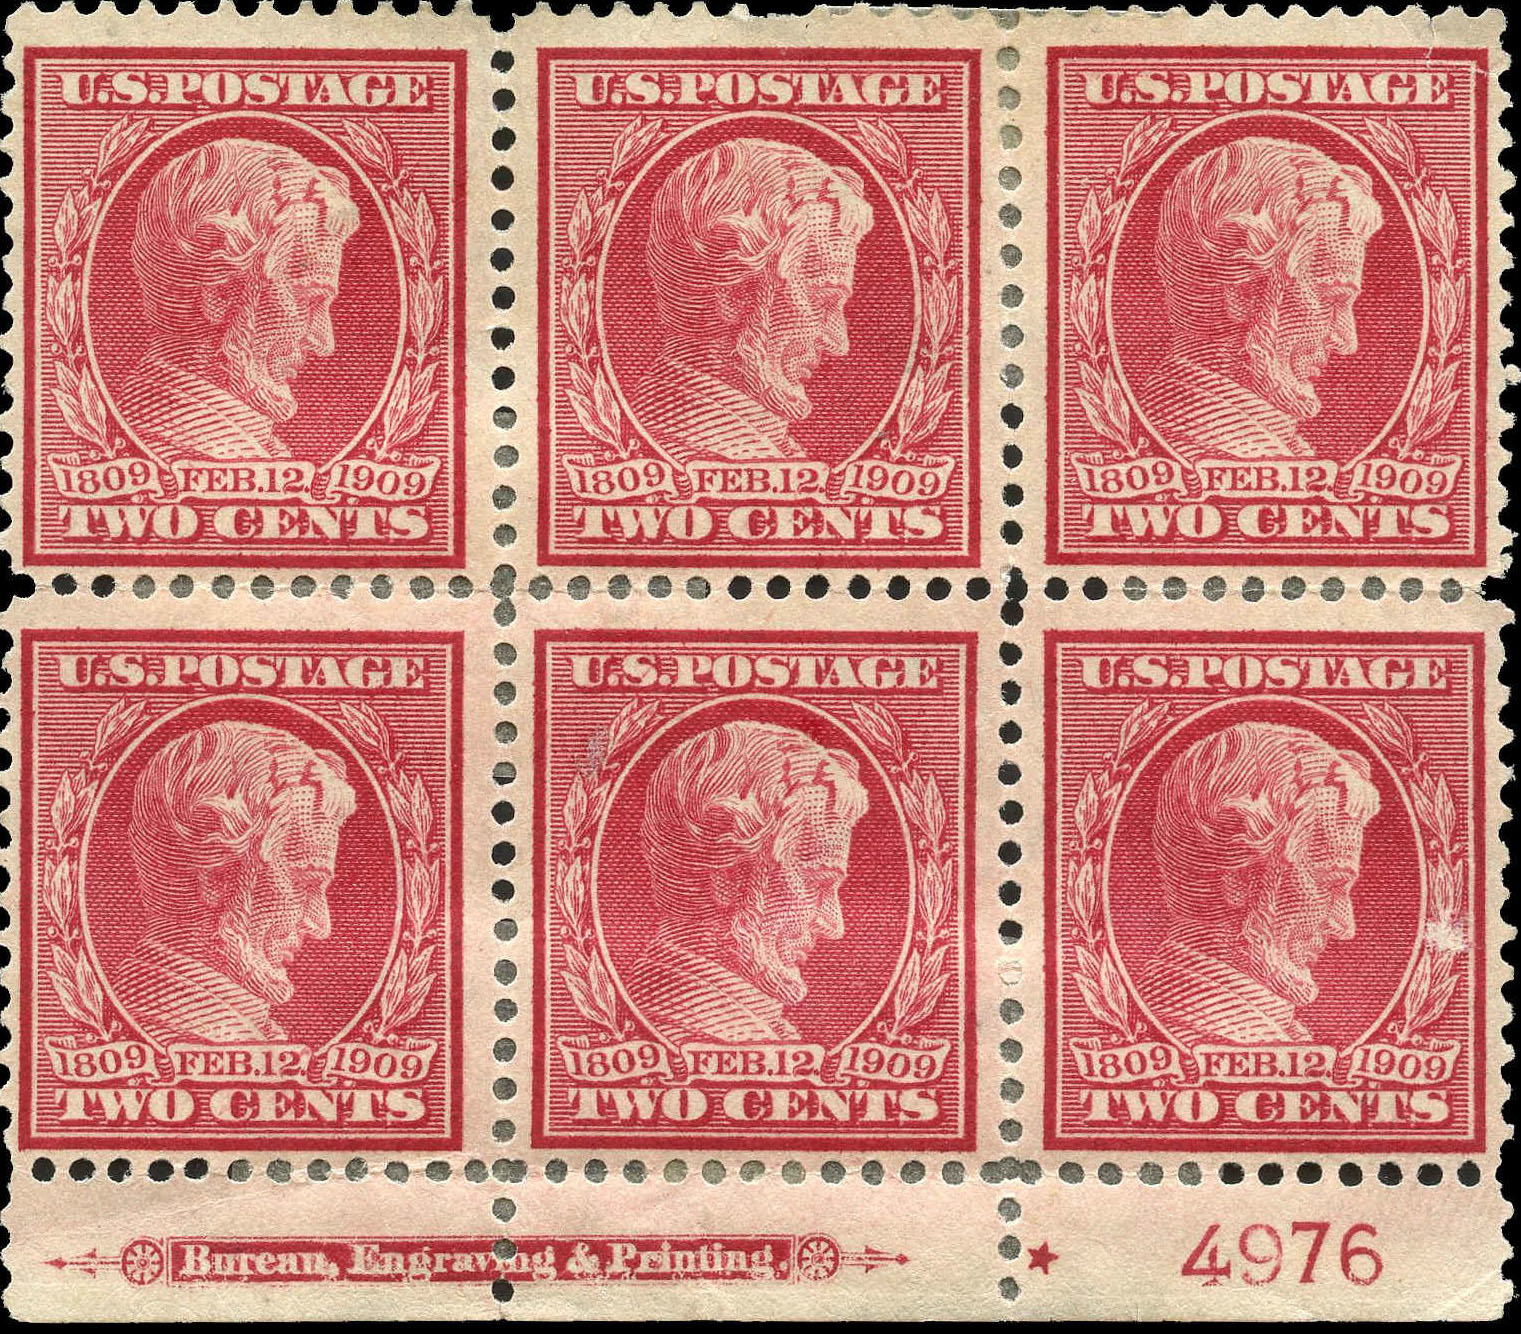 U.S.POSTAGE U.S.POSTAGE U.S.POSTAGE
1809 FEB.12. 1909 1809 FEB.12. 1909 1809 FEB.12. 1909
TWO CENTS TWO CENTS TWO CENTS
U.S.POSTAGE U.S.POSTAGE U.S.POSTAGE
1809 FEB.12. 1909 1809 FEB.12. 1909 1809 FEB.12. 1909
TWO CENTS TWO CENTS TWO CENTS
Bureau, Engraving & Printing. ★ 4976